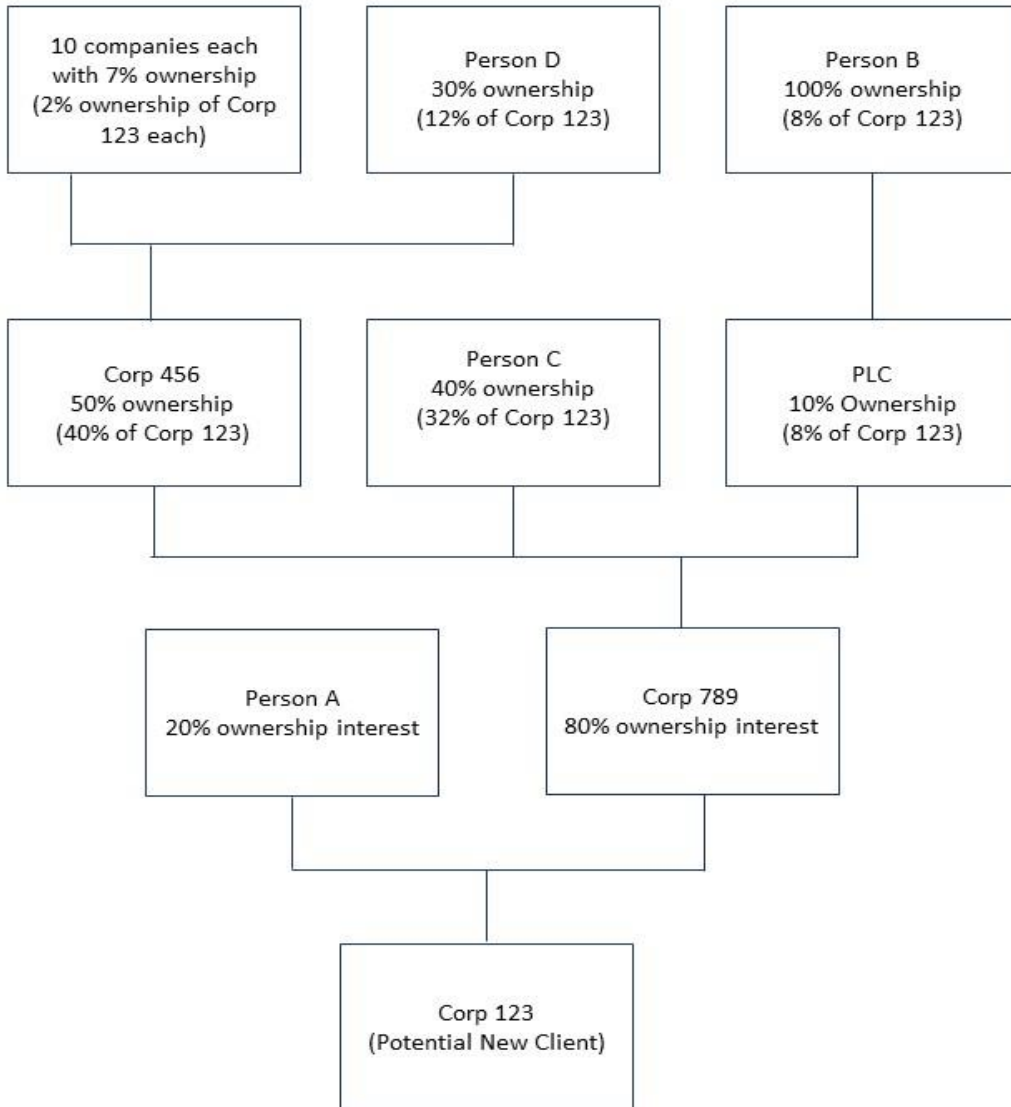 10 companies each
with 7% ownership
(2% ownership of Corp
123 each)
Person D
30% ownership
(12% of Corp 123)
Person B
100% ownership
(8% of Corp 123)
Corp 456
50% ownership
(40% of Corp 123)
Person C
40% ownership
(32% of Corp 123)
PLC
10% Ownership
(8% of Corp 123)
Person A
20% ownership interest
Corp 789
80% ownership interest
Corp 123
(Potential New Client)